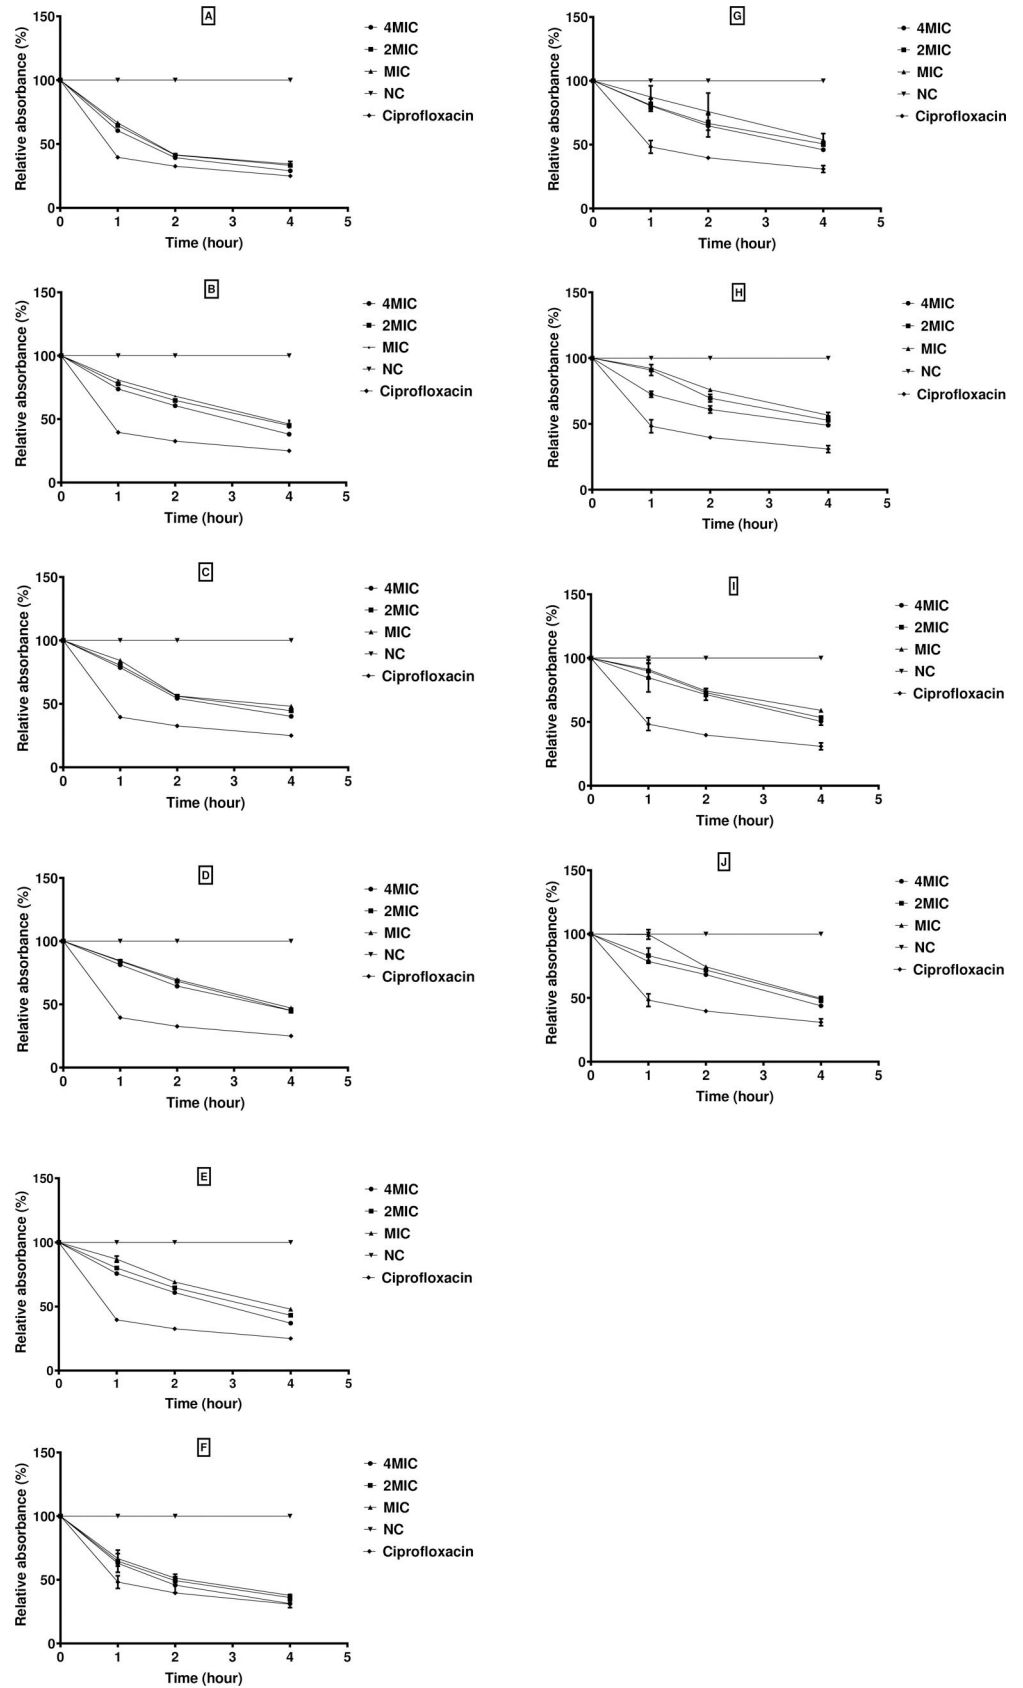 A
Relative absorbance (%)
150
100
50
0
0 1 2 3 4 5
Time (hour)
4MIC
2MIC
MIC
NC
Ciprofloxacin
B
Relative absorbance (%)
150
100
50
0
0 1 2 3 4 5
Time (hour)
4MIC
2MIC
MIC
NC
Ciprofloxacin
C
Relative absorbance (%)
150
100
50
0
0 1 2 3 4 5
Time (hour)
4MIC
2MIC
MIC
NC
Ciprofloxacin
D
Relative absorbance (%)
150
100
50
0
0 1 2 3 4 5
Time (hour)
4MIC
2MIC
MIC
NC
Ciprofloxacin
E
Relative absorbance (%)
150
100
50
0
0 1 2 3 4 5
Time (hour)
4MIC
2MIC
MIC
NC
Ciprofloxacin
F
Relative absorbance (%)
150
100
50
0
0 1 2 3 4 5
Time (hour)
4MIC
2MIC
MIC
NC
Ciprofloxacin
G
Relative absorbance (%)
150
100
50
0
0 1 2 3 4 5
Time (hour)
4MIC
2MIC
MIC
NC
Ciprofloxacin
H
Relative absorbance (%)
150
100
50
0
0 1 2 3 4 5
Time (hour)
4MIC
2MIC
MIC
NC
Ciprofloxacin
I
Relative absorbance (%)
150
100
50
0
0 1 2 3 4 5
Time (hour)
4MIC
2MIC
MIC
NC
Ciprofloxacin
J
Relative absorbance (%)
150
100
50
0
0 1 2 3 4 5
Time (hour)
4MIC
2MIC
MIC
NC
Ciprofloxacin